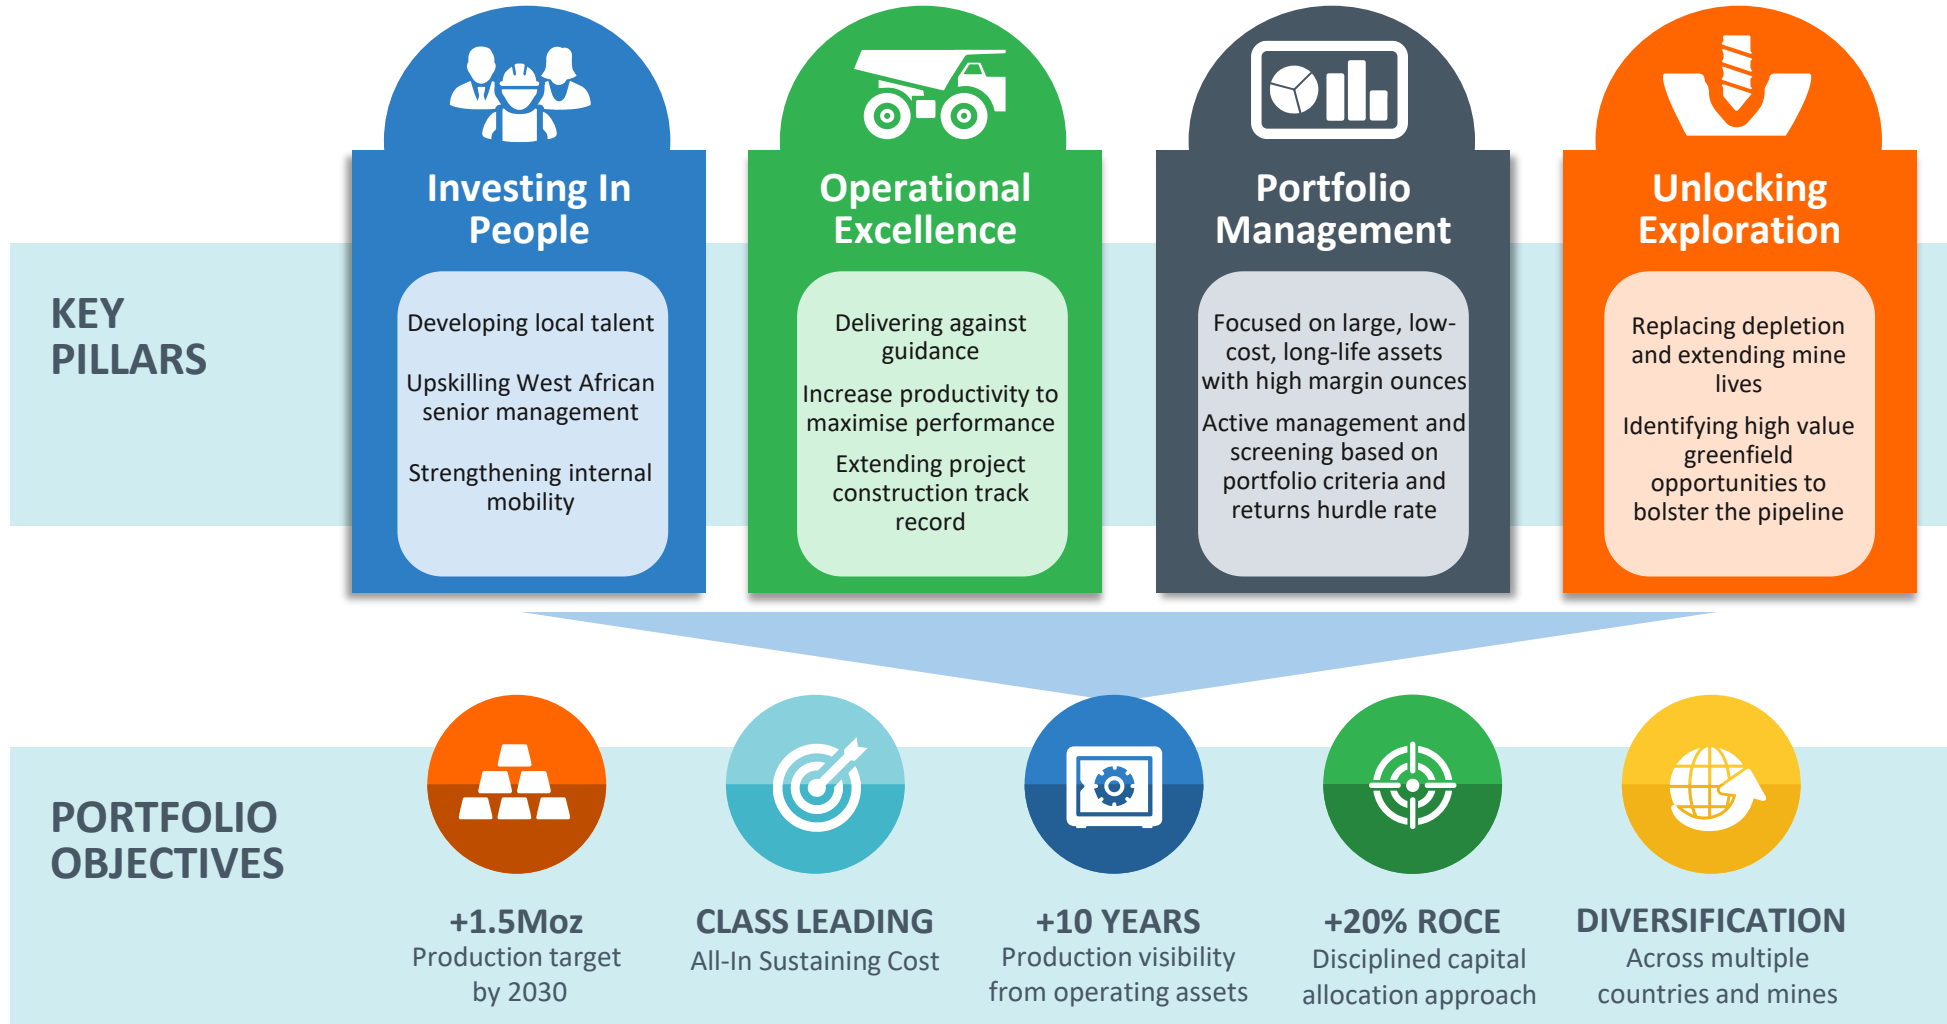 KEY
PILLARS
Investing In
People
Developing local talent
Upskilling West African
senior management
Strengthening internal
mobility
Operational
Excellence
Delivering against
guidance
Increase productivity to
maximise performance
Extending project
construction track
record
Portfolio
Management
Focused on large, low-
cost, long-life assets
with high margin ounces
Active management and
screening based on
portfolio criteria and
returns hurdle rate
Unlocking
Exploration
Replacing depletion
and extending mine
lives
Identifying high value
greenfield
opportunities to
bolster the pipeline
PORTFOLIO
OBJECTIVES
+1.5Moz
Production target
by 2030
CLASS LEADING
All-In Sustaining Cost
+10 YEARS
Production visibility
from operating assets
+20% ROCE
Disciplined capital
allocation approach
DIVERSIFICATION
Across multiple
countries and mines